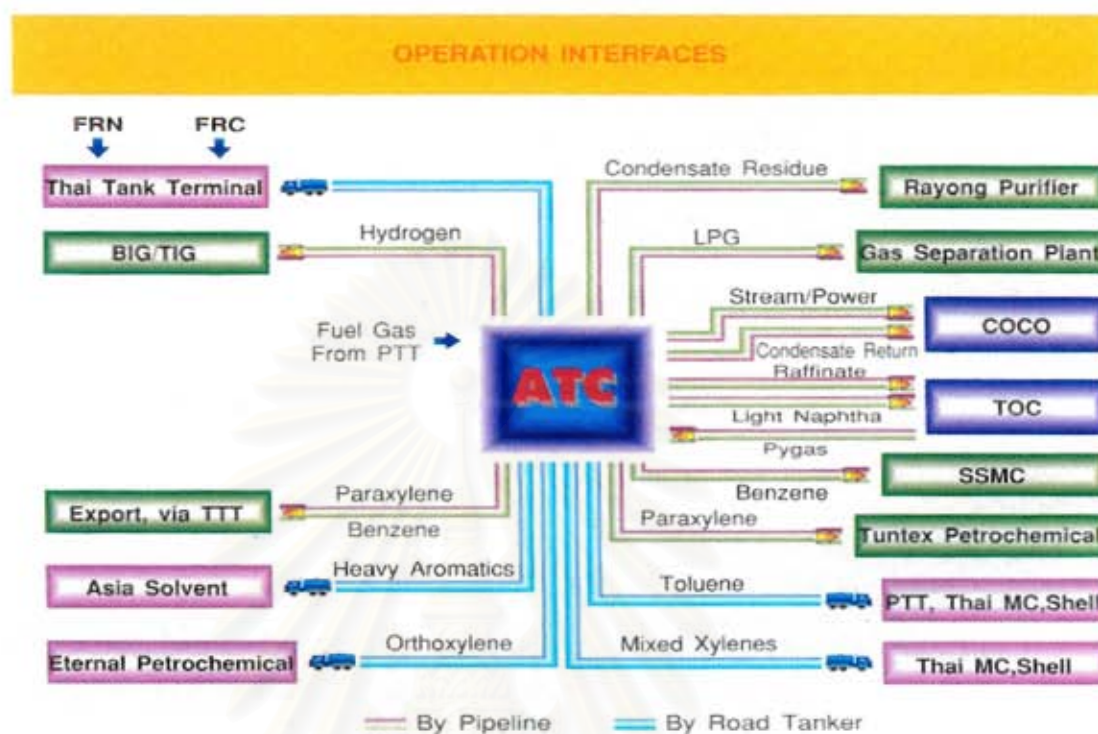 OPERATION INTERFACES
FRN
FRC
Thai Tank Terminal
Condensate Residue
Rayong Purifier
BIG/TIG
Hydrogen
LPG
Gas Separation Plant
Stream/Power
COCO
Fuel Gas
From PTT
ATC
Condensate Return
Raffinate
TOC
Light Naphtha
Pygas
SSMC
Benzene
Export, via TTT
Paraxylene
Benzene
Paraxylene
Tuntex Petrochemical
Asia Solvent
Heavy Aromatics
Toluene
PTT, Thai MC,Shell
Eternal Petrochemical
Orthoxylene
Mixed Xylenes
Thai MC,Shell
By Pipeline
By Road Tanker